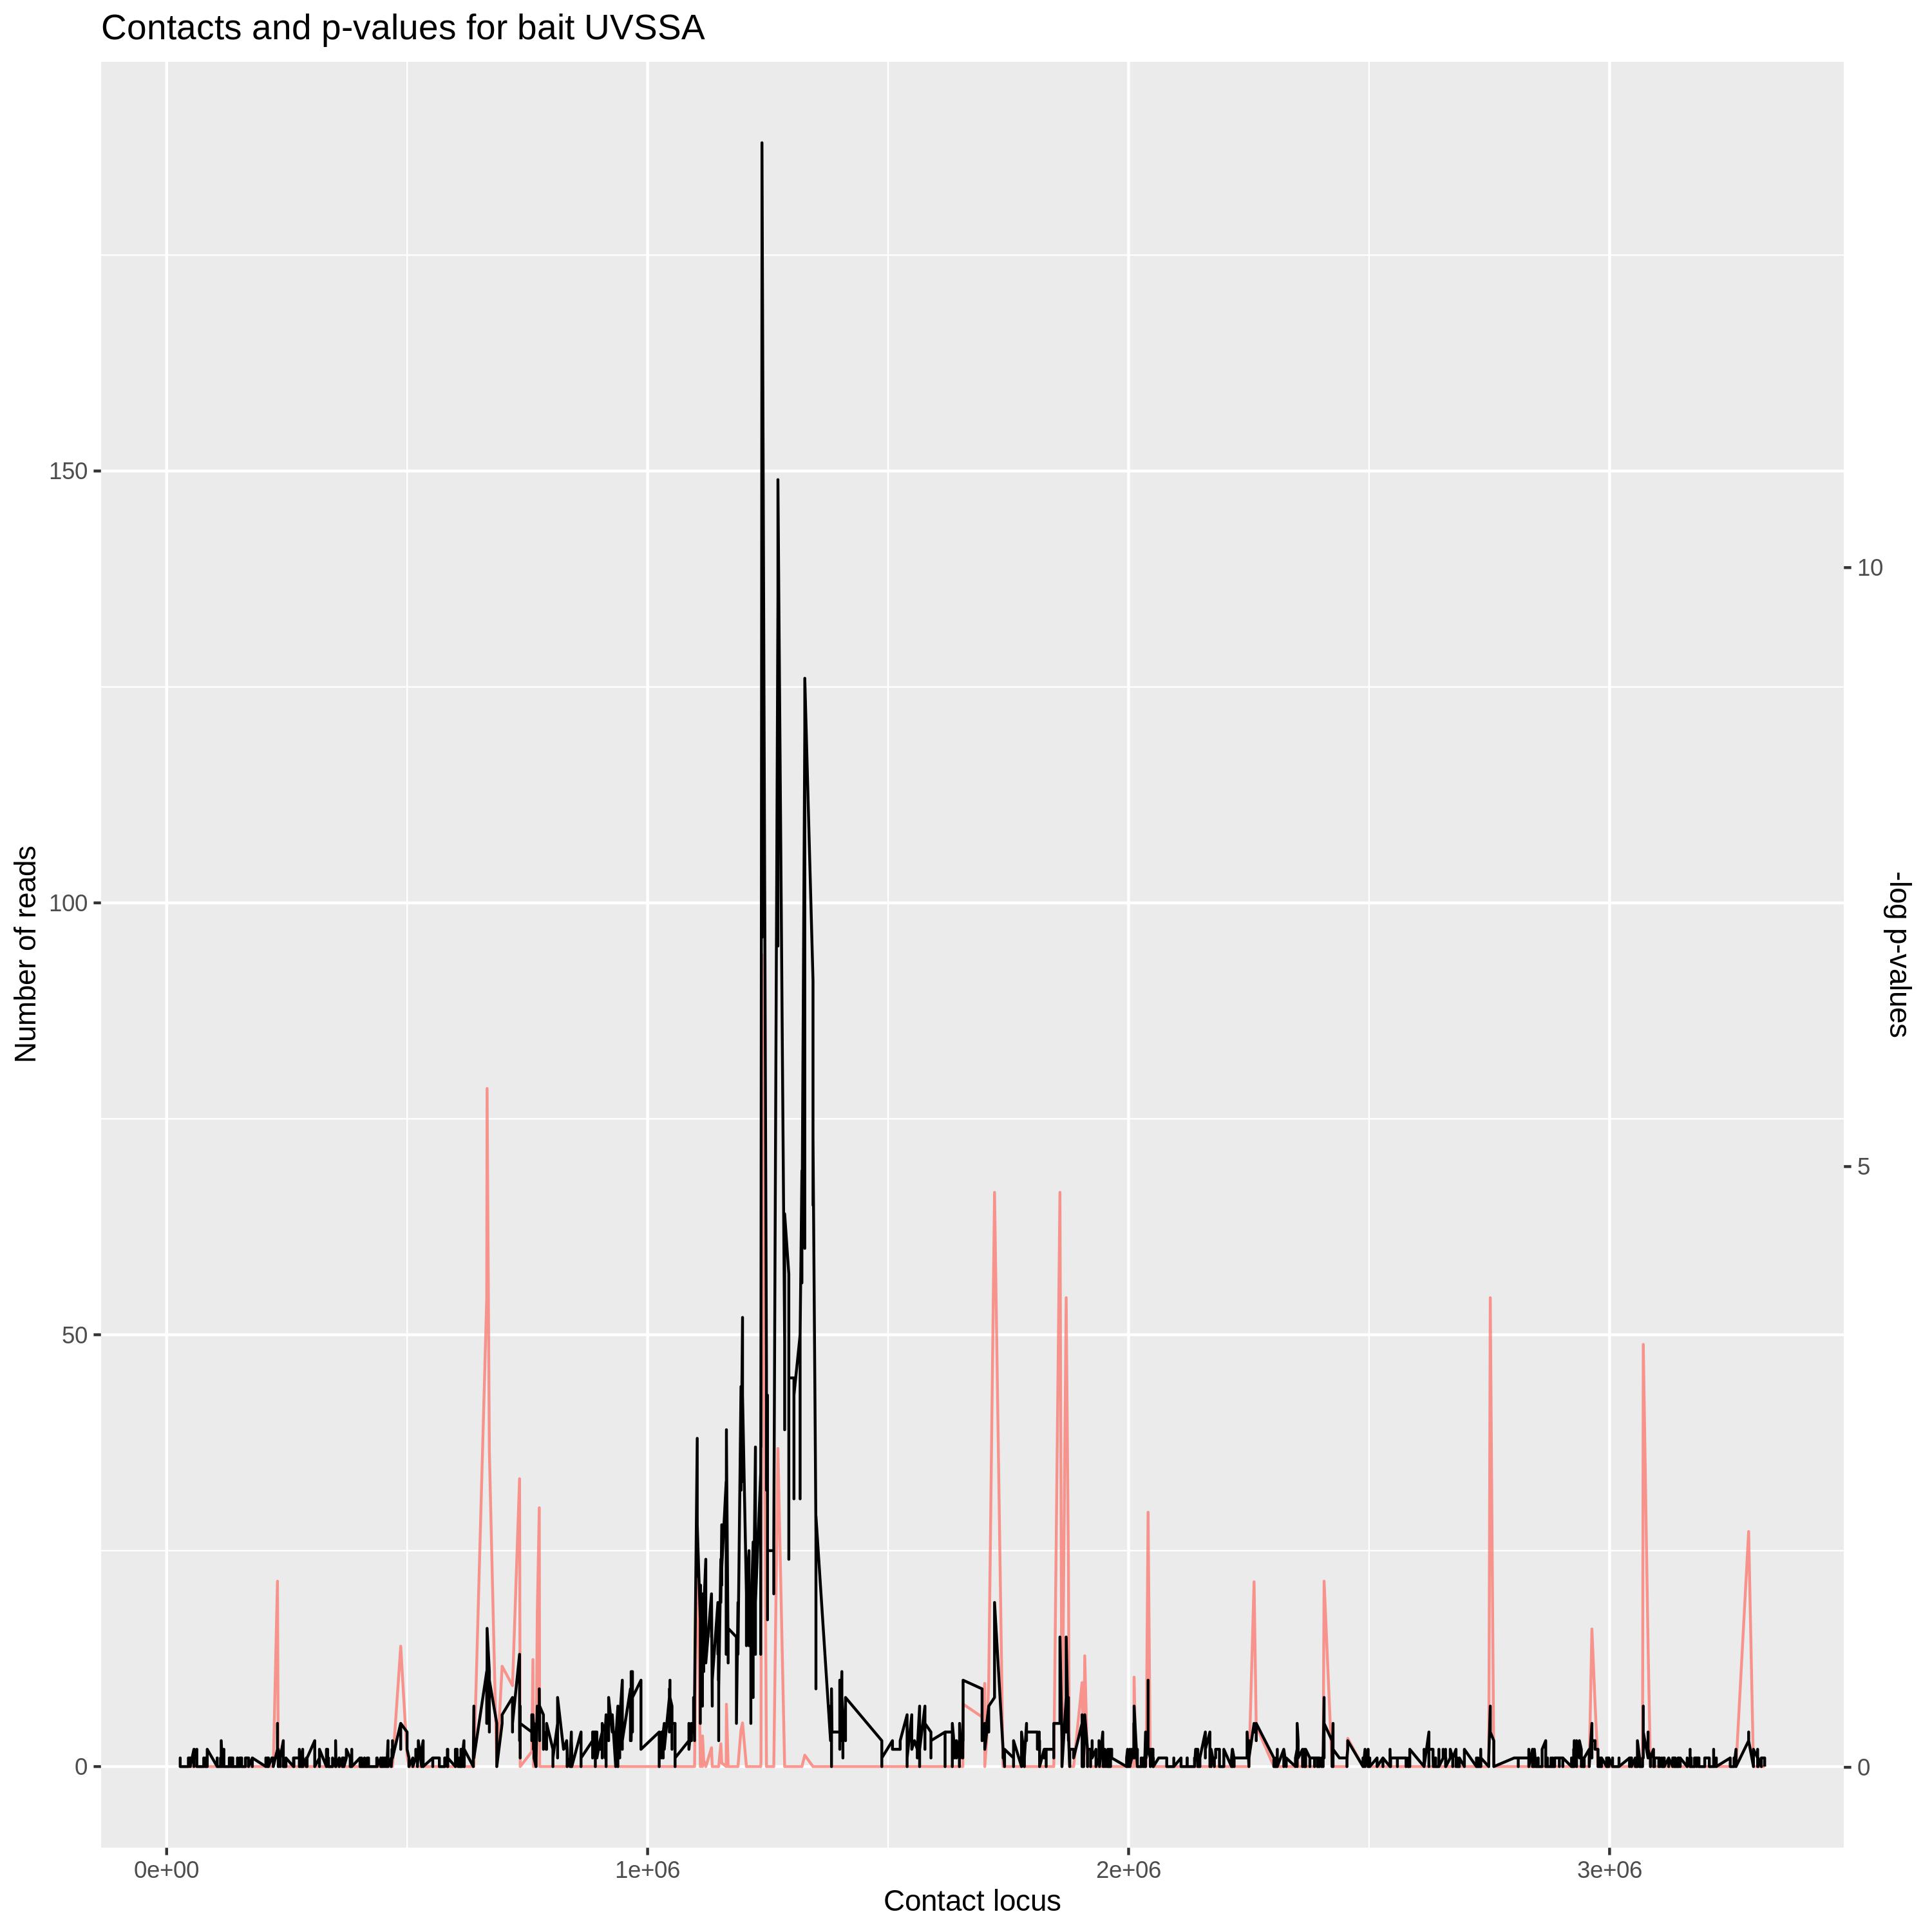 Contacts and p-values for bait UVSSA
150
100
50
0
Number of reads
10
5
0
-log p-values
0e+00
1e+06
2e+06
3e+06
Contact locus